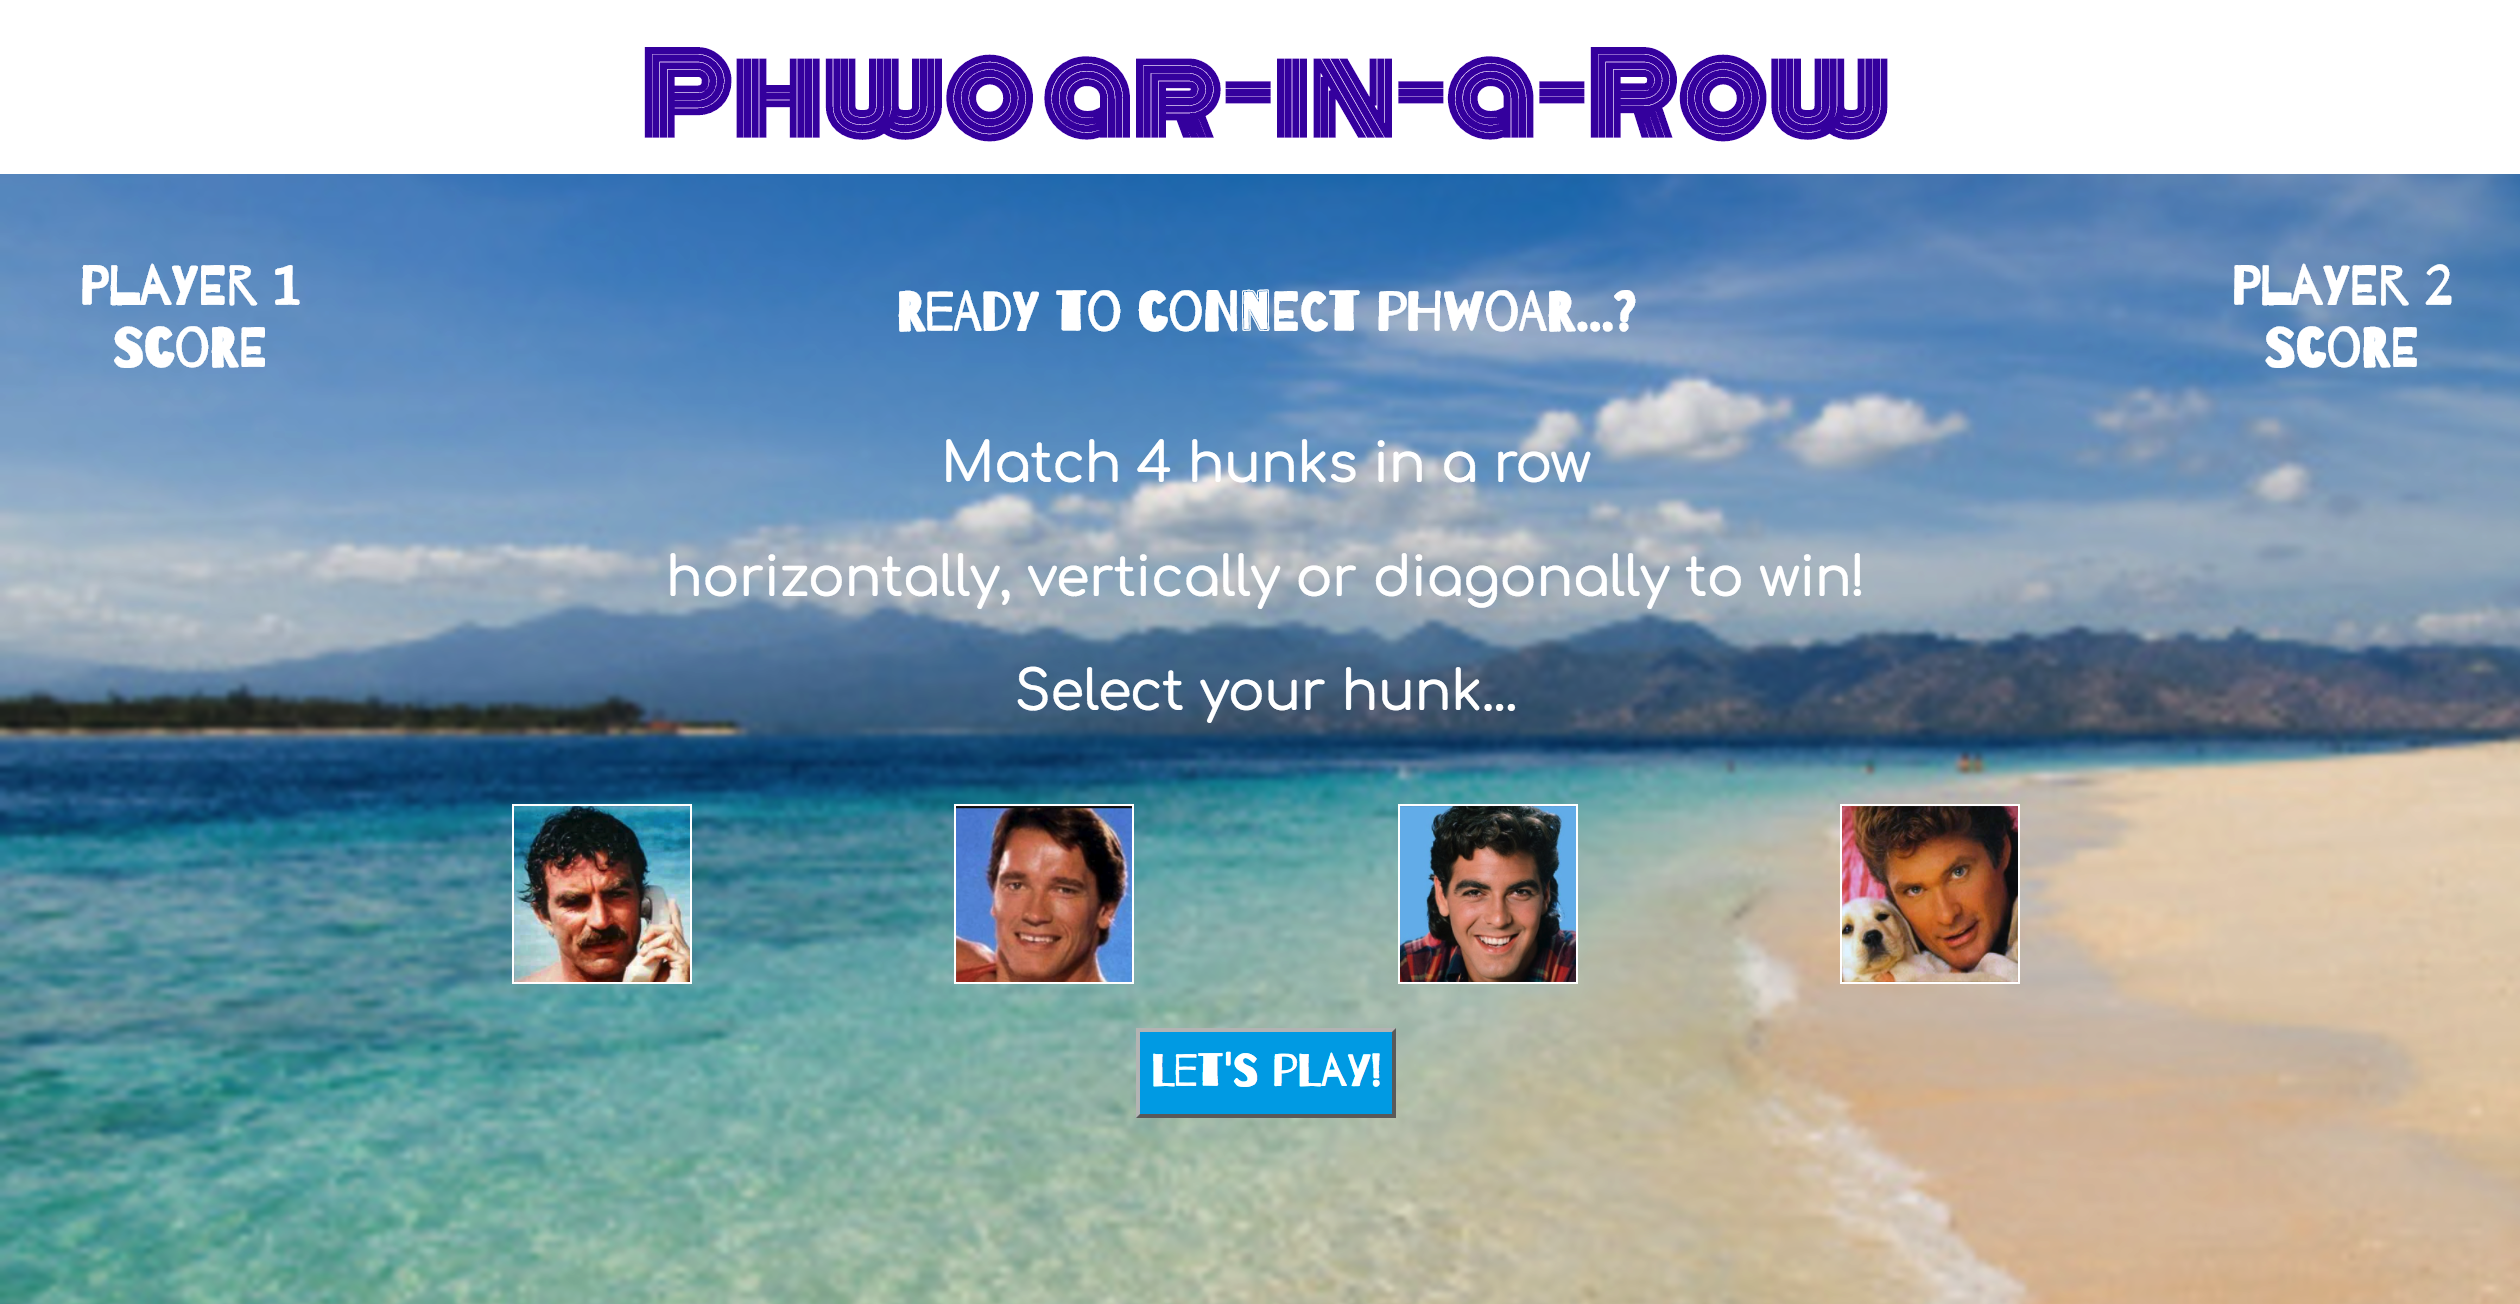 Phwoar-in-a-Row
PLAYER 1
SCORE
READY TO CONNECT PHWOAR...?
PLAYER 2
SCORE
Match 4 hunks in a row
horizontally, vertically or diagonally to win!
Select your hunk...
LET'S PLAY!